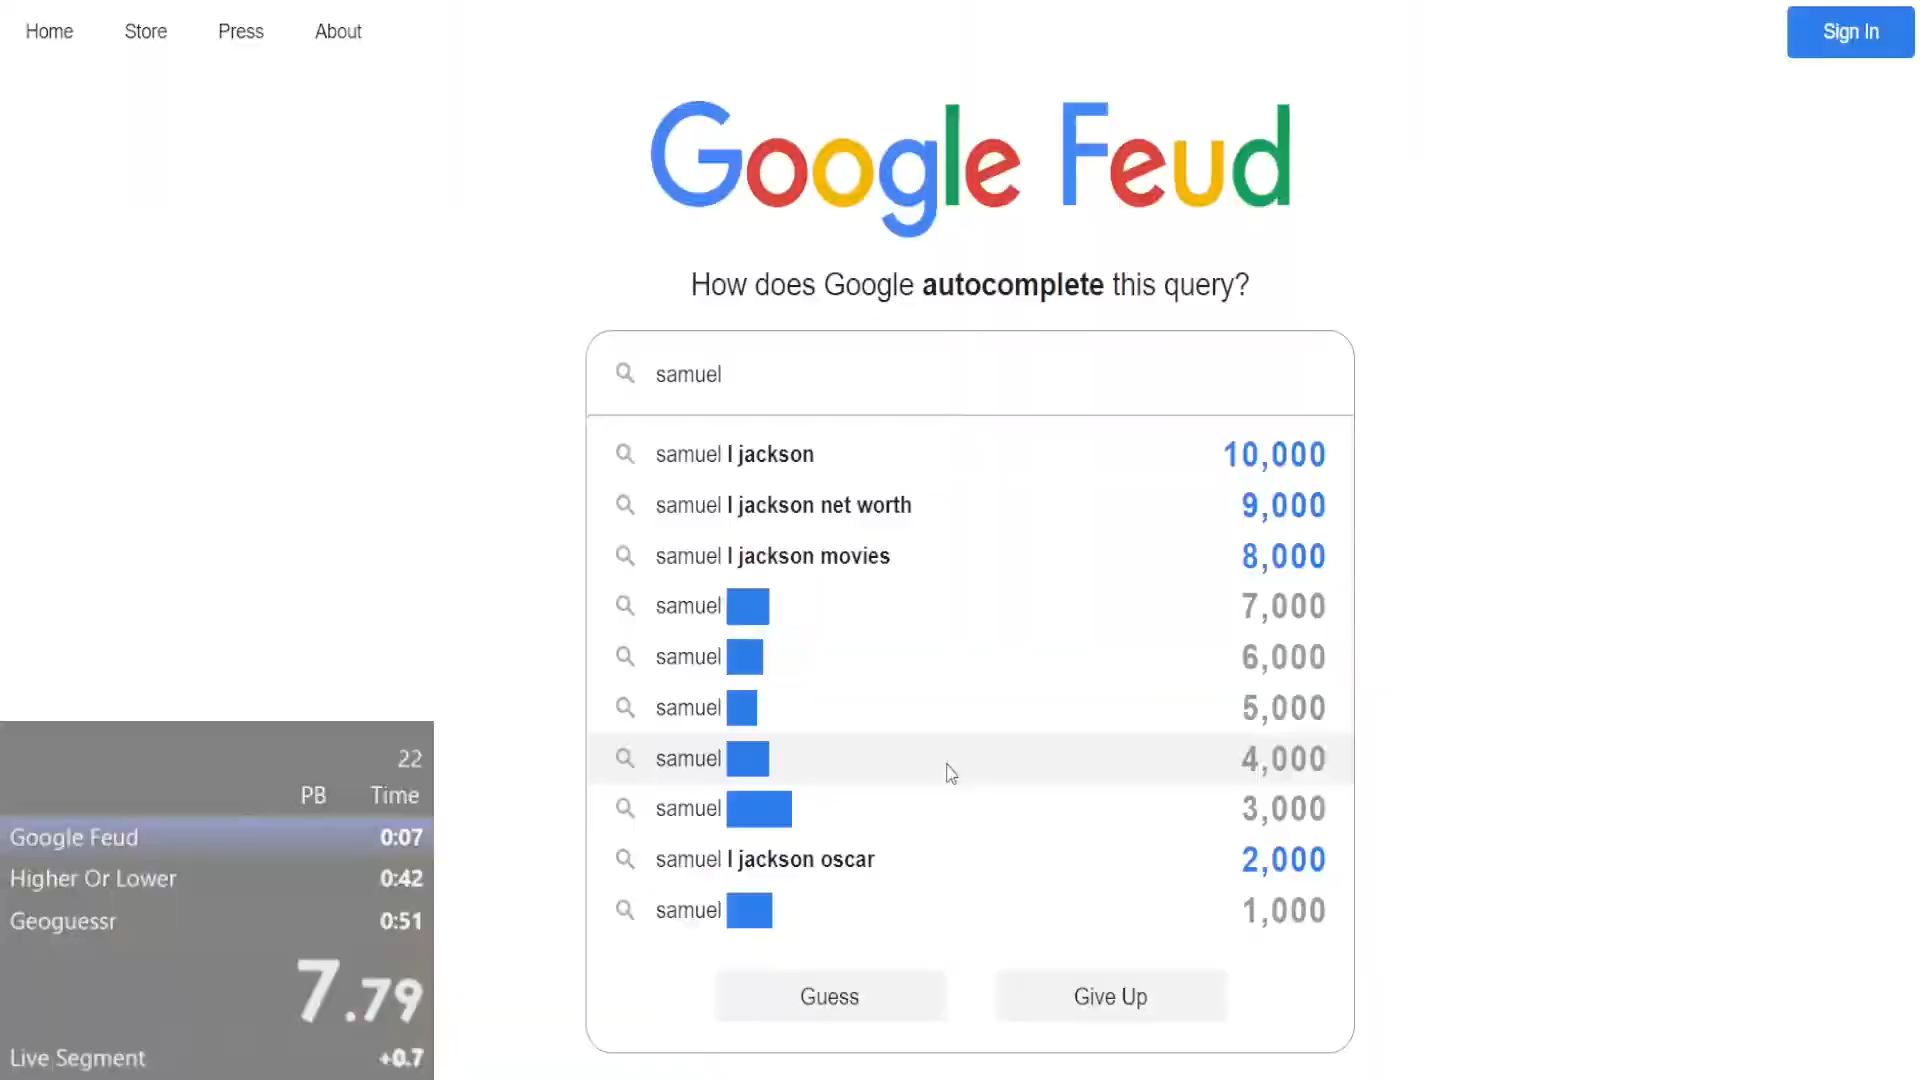 Home Store Press About Sign In
Google Feud
How does Google autocomplete this query?
samuel
samuel l jackson 10,000
samuel l jackson net worth 9,000
samuel l jackson movies 8,000
samuel 7,000
samuel 6,000
samuel 5,000
samuel 4,000
samuel 3,000
samuel l jackson oscar 2,000
samuel 1,000
Guess Give Up
22
PB Time
Google Feud 0:07
Higher Or Lower 0:42
Geoguessr 0:51
7.79
Live Segment +0.7